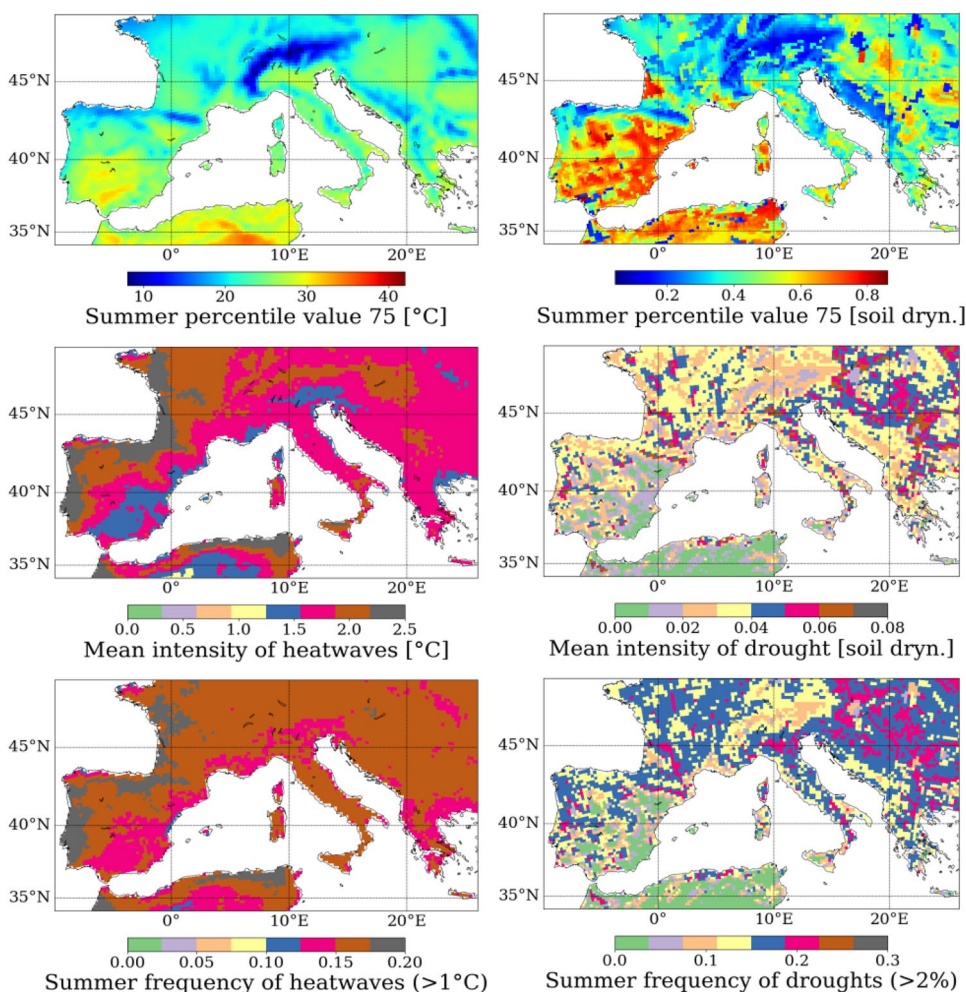 45°N
40°N
35°N
0°E
10°E
20°E
10
20
30
40
Summer percentile value 75 [°C]
45°N
40°N
35°N
0°E
10°E
20°E
0.2
0.4
0.6
0.8
Summer percentile value 75 [soil dryn.]
45°N
40°N
35°N
0°E
10°E
20°E
0.0
0.5
1.0
1.5
2.0
2.5
Mean intensity of heatwaves [°C]
45°N
40°N
35°N
0°E
10°E
20°E
0.00
0.02
0.04
0.06
0.08
Mean intensity of drought [soil dryn.]
45°N
40°N
35°N
0°E
10°E
20°E
0.00
0.05
0.10
0.15
0.20
Summer frequency of heatwaves (>1°C)
45°N
40°N
35°N
0°E
10°E
20°E
0.0
0.1
0.2
0.3
Summer frequency of droughts (>2%)